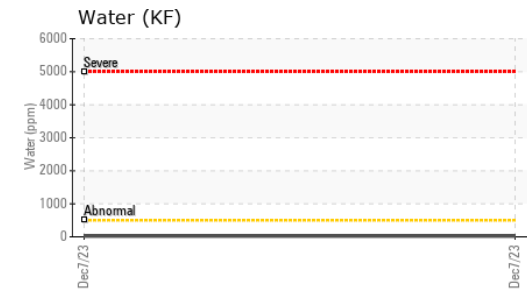 Water (KF)
6000
Severe
5000
4000
Water (ppm)
3000
2000
1000
Abnormal
0
Dec7/23
Dec7/23